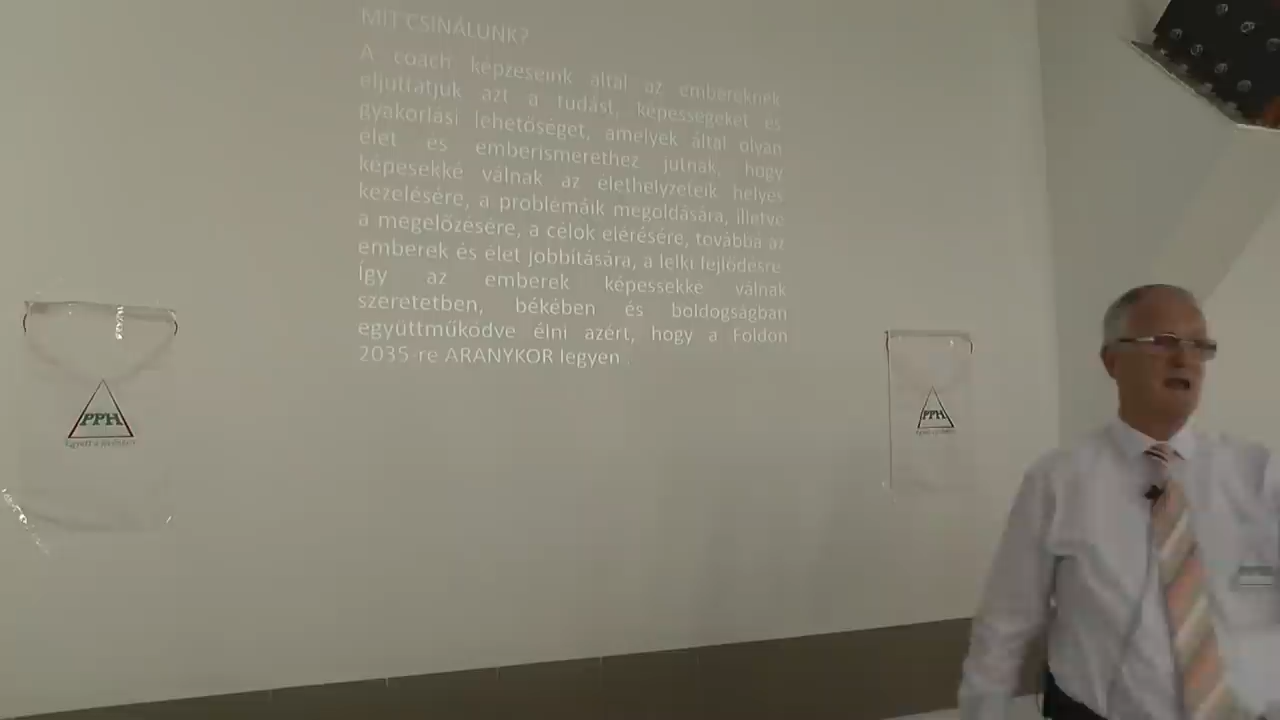 MIT CSINÁLUNK?
A coach képzéseink által az embereknek
eljuttatjuk azt a tudást, képességeket és
gyakorlási lehetőséget, amelyek által olyan
élet és emberismerethez jutnak, hogy
képesekké válnak az élethelyzeteik helyes
kezelésére, a problémáik megoldására, illetve
a megelőzésére, a célok elérésére, továbbá az
emberek és élet jobbítására, a lelki fejlődésre
Így az emberek képessekké válnak
szeretetben, békében és boldogságban
együttműködve élni azért, hogy a Földön
2035-re ARANYKOR legyen .
PPH
PPH